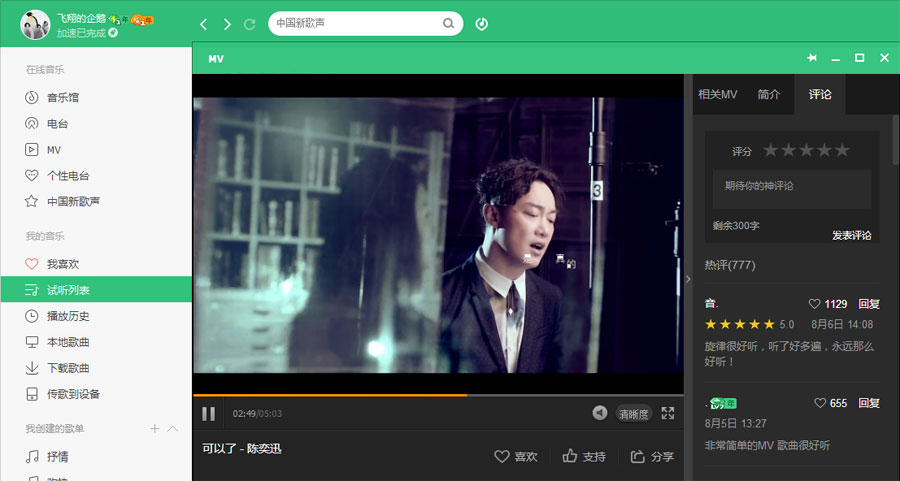 飞翔的企鹅
加速已完成
中国新歌声
在线音乐
音乐馆
电台
MV
个性电台
中国新歌声
我的音乐
我喜欢
试听列表
播放历史
本地歌曲
下载歌曲
传歌到设备
我创建的歌单
抒情
MV
3
真的
02:49/05:03
清晰度
可以了 - 陈奕迅
喜欢
支持
分享
相关MV
简介
评论
评分
期待你的神评论
剩余300字
发表评论
热评(777)
音.
1129
回复
5.0
8月6日 14:08
旋律很好听，听了好多遍，永远那么
好听！
655
回复
8月5日 13:27
非常简单的MV 歌曲很好听